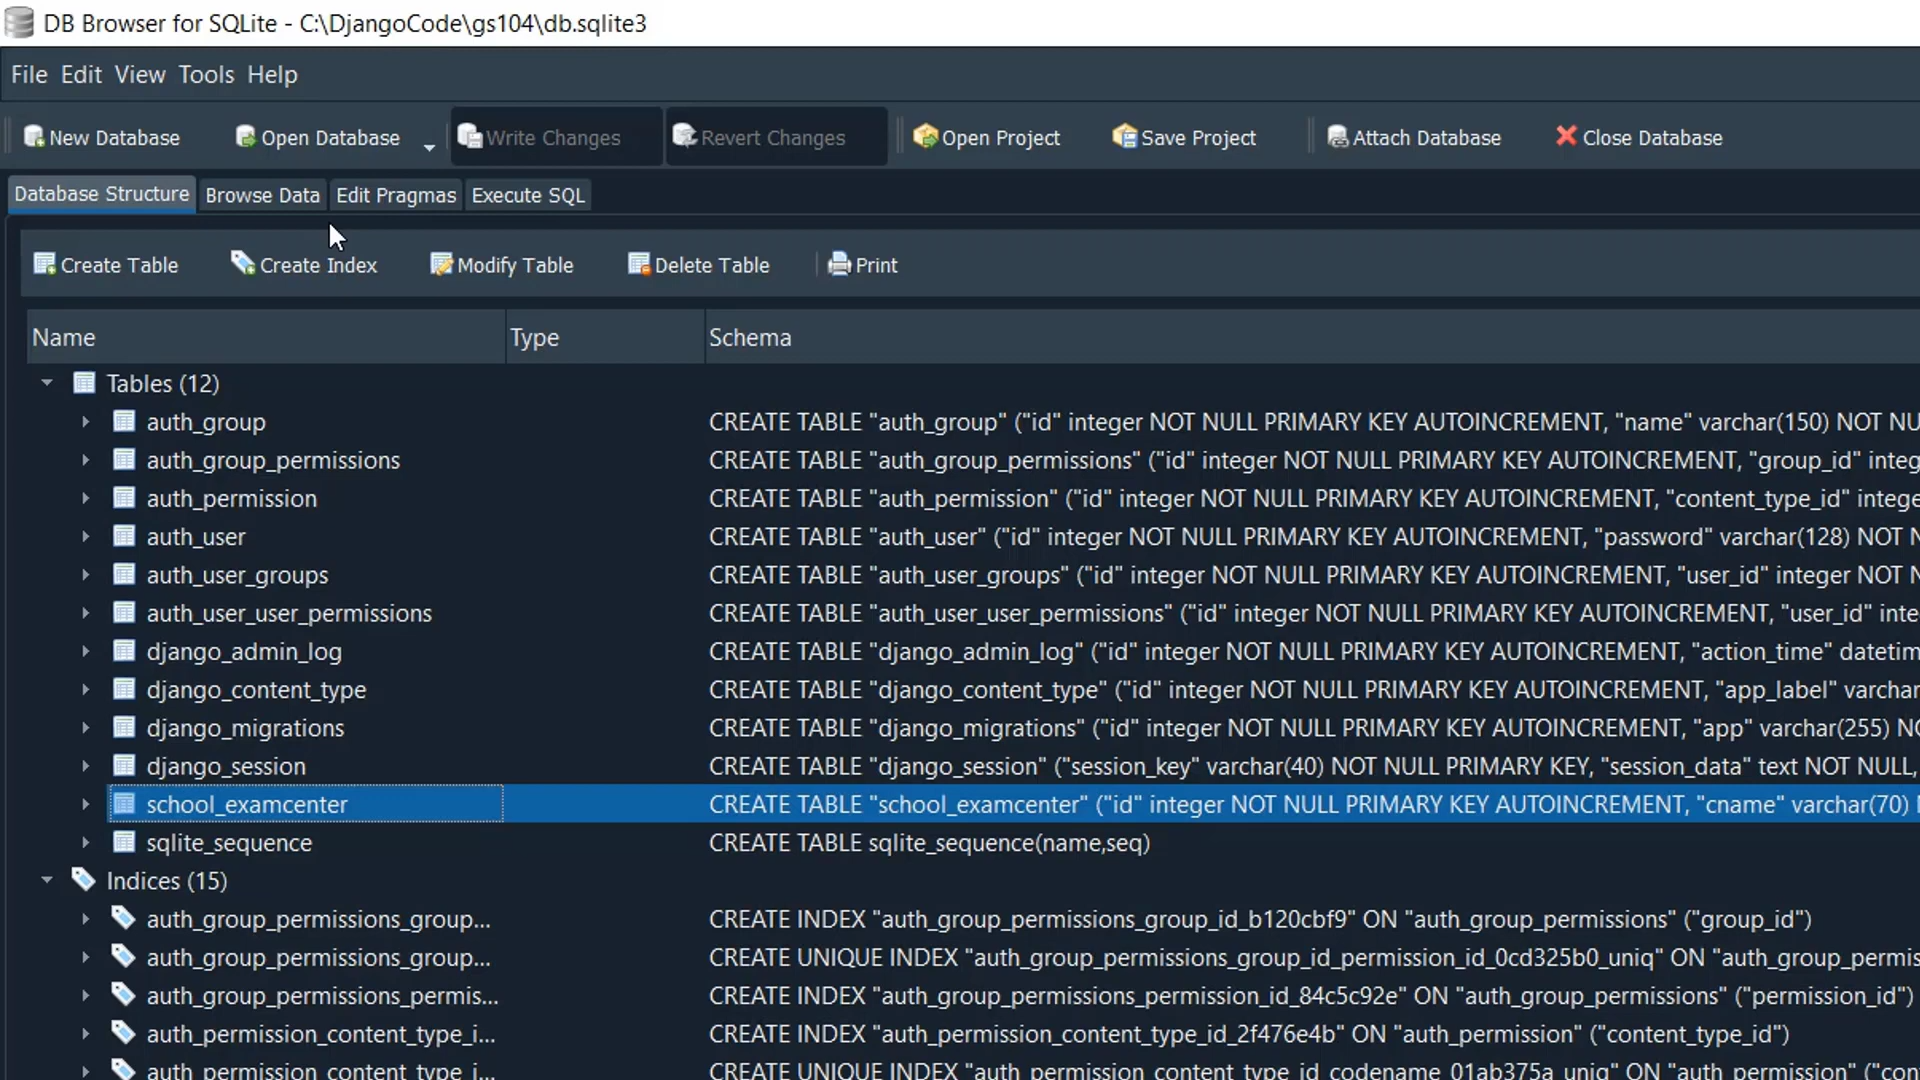 DB Browser for SQLite - C:\DjangoCode\gs104\db.sqlite3
File Edit View Tools Help
New Database Open Database Write Changes Revert Changes Open Project Save Project Attach Database Close Database
Database Structure Browse Data Edit Pragmas Execute SQL
Create Table Create Index Modify Table Delete Table Print
Name Type Schema
Tables (12)
auth_group CREATE TABLE "auth_group" ("id" integer NOT NULL PRIMARY KEY AUTOINCREMENT, "name" varchar(150) NOT NU
auth_group_permissions CREATE TABLE "auth_group_permissions" ("id" integer NOT NULL PRIMARY KEY AUTOINCREMENT, "group_id" integ
auth_permission CREATE TABLE "auth_permission" ("id" integer NOT NULL PRIMARY KEY AUTOINCREMENT, "content_type_id" intege
auth_user CREATE TABLE "auth_user" ("id" integer NOT NULL PRIMARY KEY AUTOINCREMENT, "password" varchar(128) NOT N
auth_user_groups CREATE TABLE "auth_user_groups" ("id" integer NOT NULL PRIMARY KEY AUTOINCREMENT, "user_id" integer NOT N
auth_user_user_permissions CREATE TABLE "auth_user_user_permissions" ("id" integer NOT NULL PRIMARY KEY AUTOINCREMENT, "user_id" inte
django_admin_log CREATE TABLE "django_admin_log" ("id" integer NOT NULL PRIMARY KEY AUTOINCREMENT, "action_time" datetim
django_content_type CREATE TABLE "django_content_type" ("id" integer NOT NULL PRIMARY KEY AUTOINCREMENT, "app_label" varchar
django_migrations CREATE TABLE "django_migrations" ("id" integer NOT NULL PRIMARY KEY AUTOINCREMENT, "app" varchar(255) NO
django_session CREATE TABLE "django_session" ("session_key" varchar(40) NOT NULL PRIMARY KEY, "session_data" text NOT NULL,
school_examcenter CREATE TABLE "school_examcenter" ("id" integer NOT NULL PRIMARY KEY AUTOINCREMENT, "cname" varchar(70)
sqlite_sequence CREATE TABLE sqlite_sequence(name,seq)
Indices (15)
auth_group_permissions_group... CREATE INDEX "auth_group_permissions_group_id_b120cbf9" ON "auth_group_permissions" ("group_id")
auth_group_permissions_group... CREATE UNIQUE INDEX "auth_group_permissions_group_id_permission_id_0cd325b0_uniq" ON "auth_group_permis
auth_group_permissions_permis... CREATE INDEX "auth_group_permissions_permission_id_84c5c92e" ON "auth_group_permissions" ("permission_id")
auth_permission_content_type_i... CREATE INDEX "auth_permission_content_type_id_2f476e4b" ON "auth_permission" ("content_type_id")
auth_permission_content_type_i... CREATE UNIQUE INDEX "auth_permission_content_type_id_codename_01ab375a_uniq" ON "auth_permission" ("con